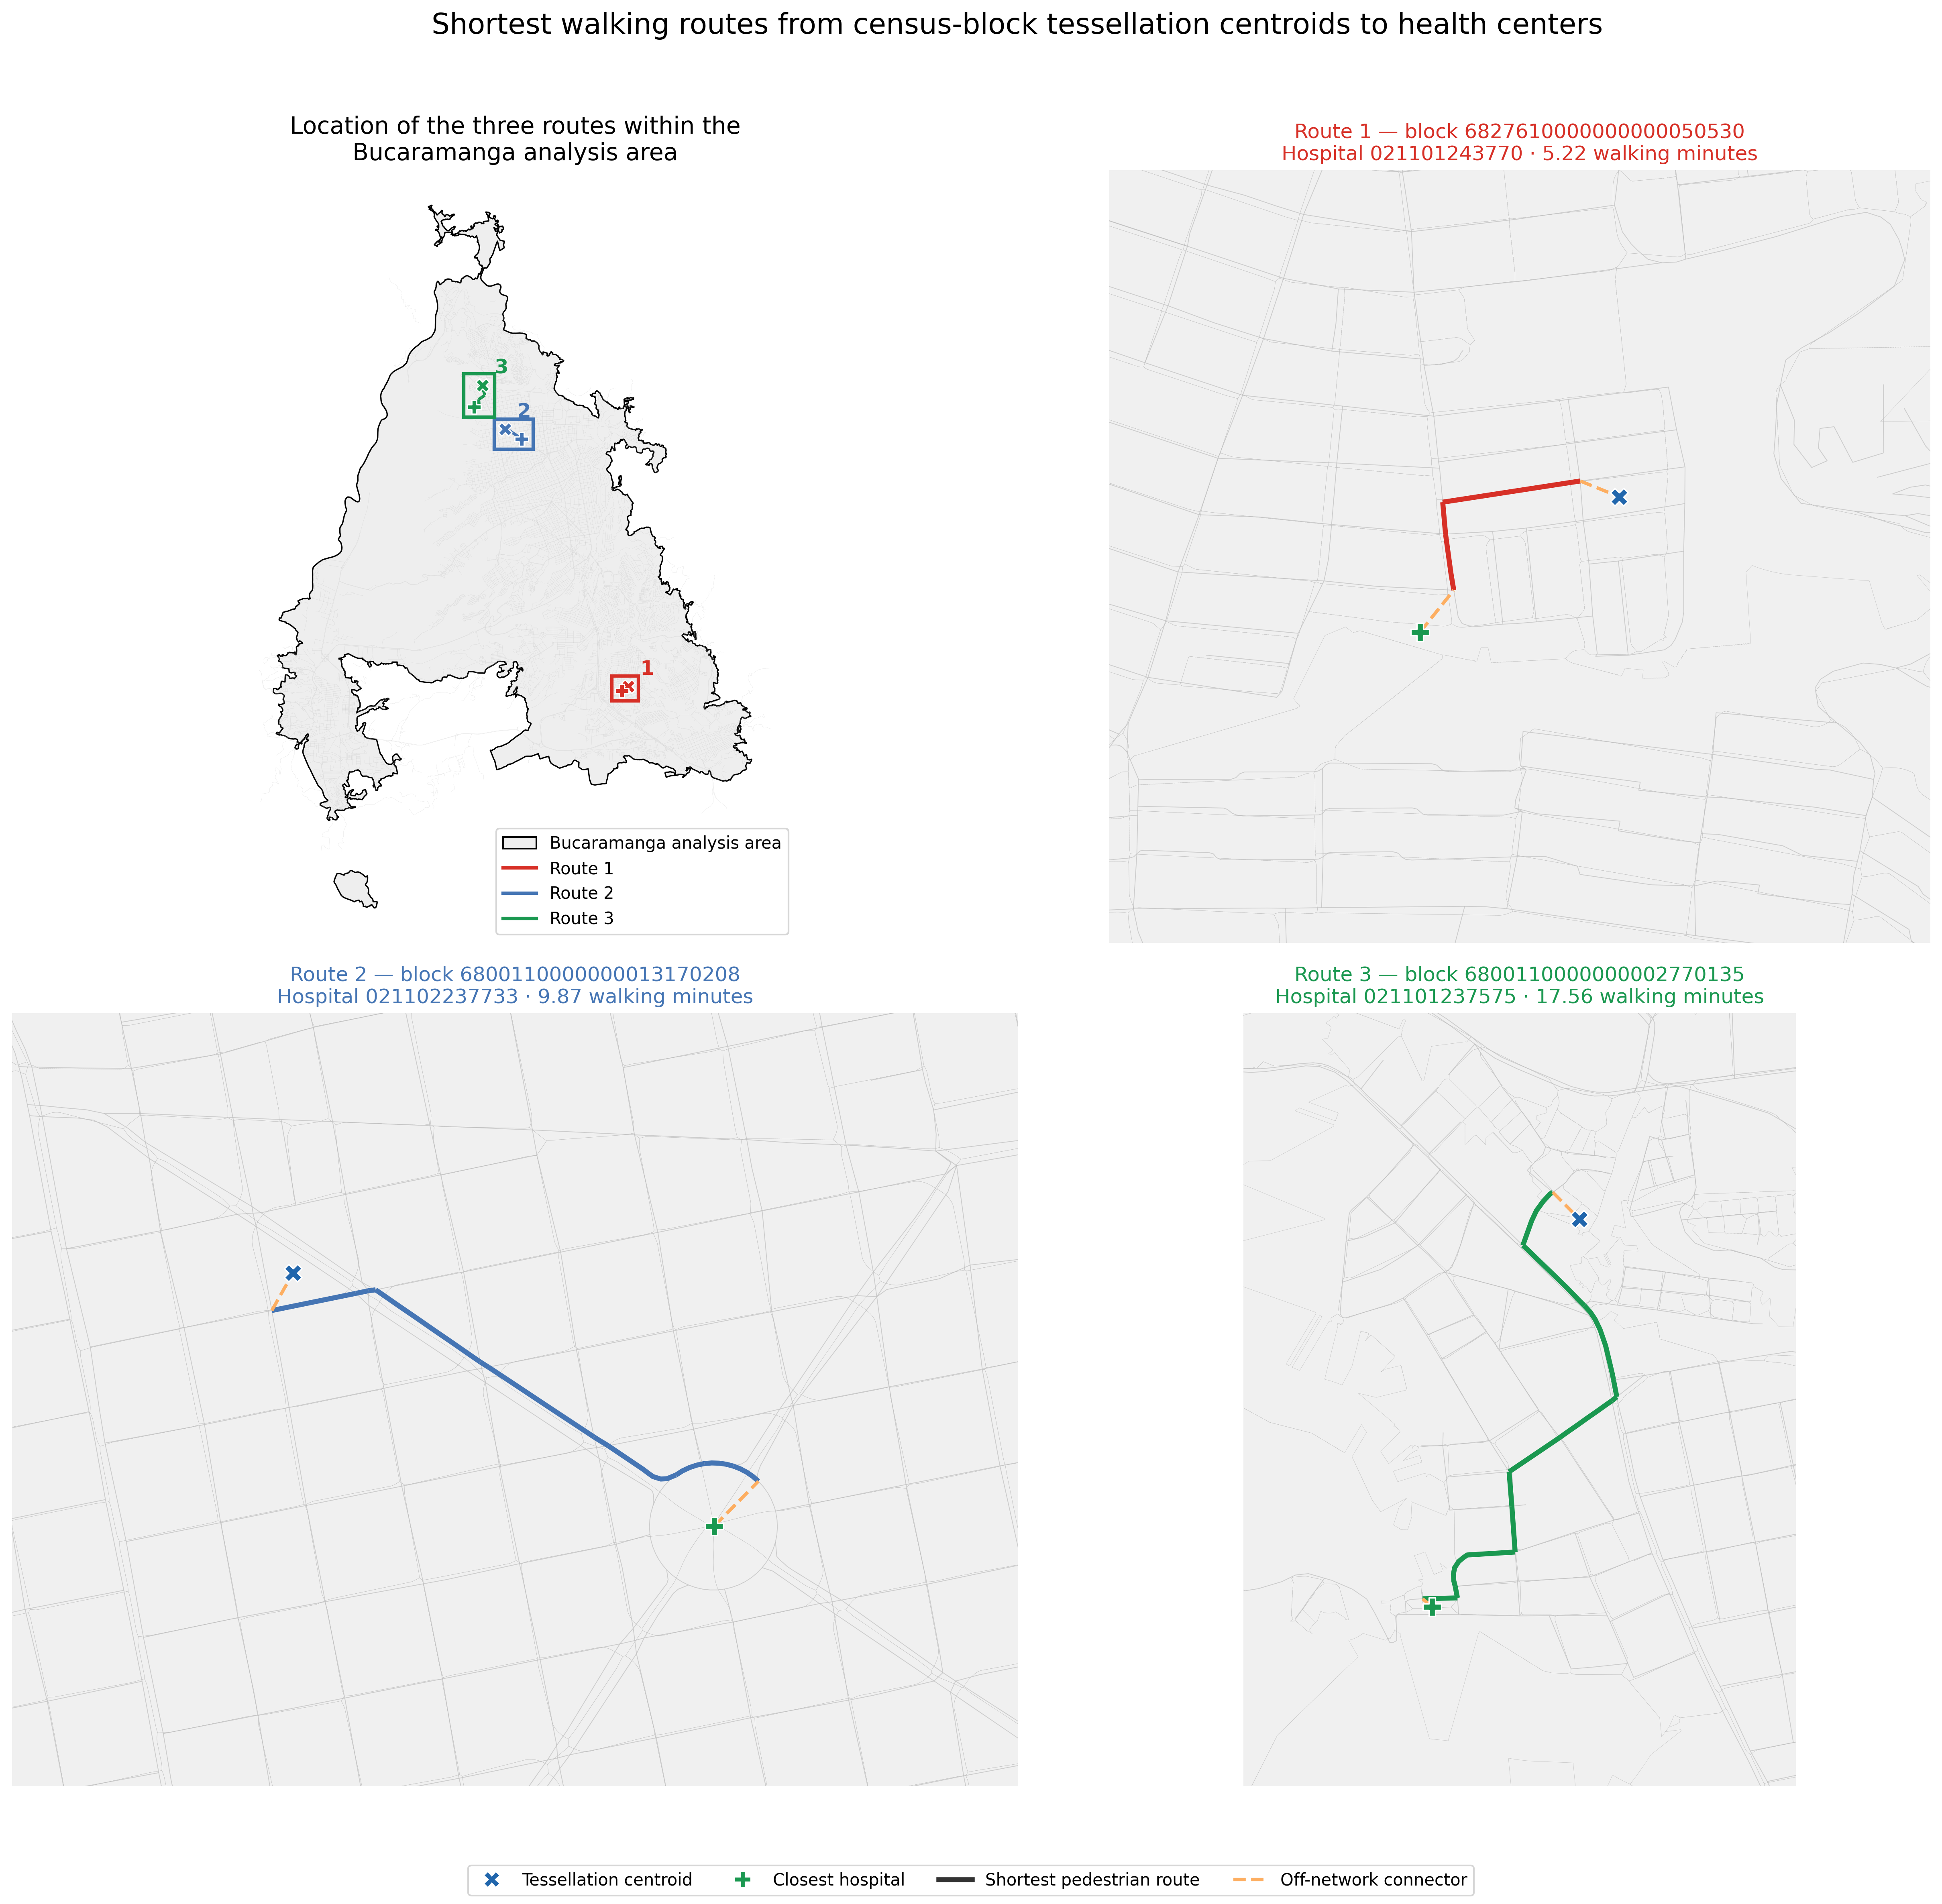 Shortest walking routes from census-block tessellation centroids to health centers
Location of the three routes within the
Bucaramanga analysis area
3
2
1
Bucaramanga analysis area
Route 1
Route 2
Route 3
Route 1 — block 6827610000000000050530
Hospital 021101243770 · 5.22 walking minutes
Route 2 — block 6800110000000013170208
Hospital 021102237733 · 9.87 walking minutes
Route 3 — block 6800110000000002770135
Hospital 021101237575 · 17.56 walking minutes
Tessellation centroid
Closest hospital
Shortest pedestrian route
Off-network connector